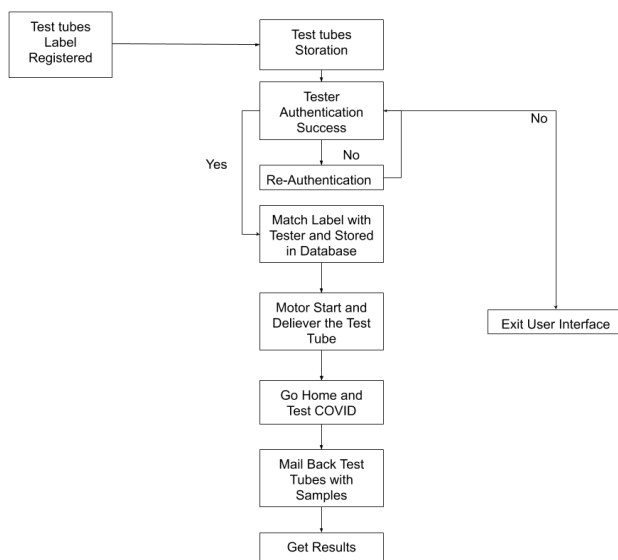 Test tubes
Label
Registered
Test tubes
Storation
Tester
Authentication
Success
No
Yes
No
Re-Authentication
Match Label with
Tester and Stored
in Database
Motor Start and
Deliever the Test
Tube
Exit User Interface
Go Home and
Test COVID
Mail Back Test
Tubes with
Samples
Get Results